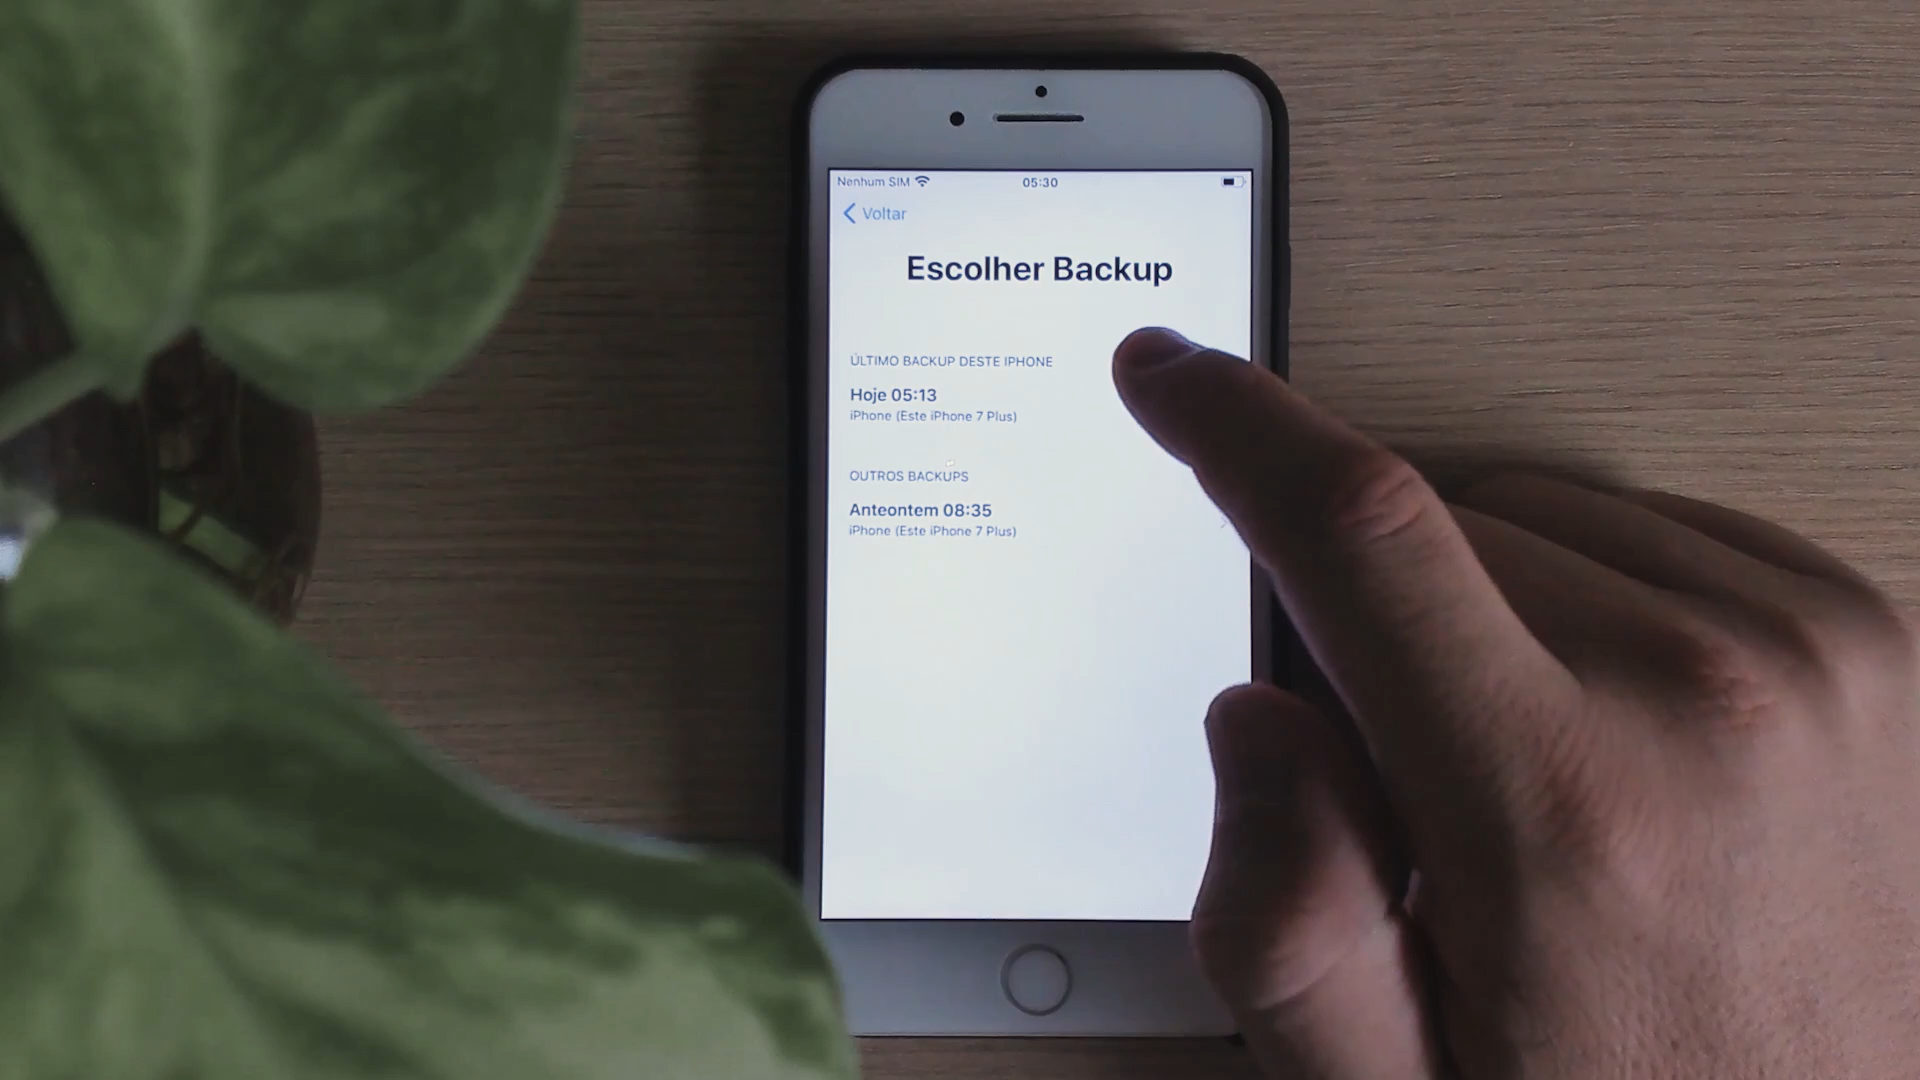 Nenhum SIM
05:30
Voltar
Escolher Backup
ÚLTIMO BACKUP DESTE IPHONE
Hoje 05:13
iPhone (Este iPhone 7 Plus)
OUTROS BACKUPS
Anteontem 08:35
iPhone (Este iPhone 7 Plus)